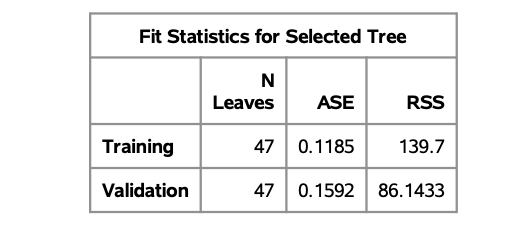 Fit Statistics for Selected Tree
N
Leaves ASE RSS
Training 47 0.1185 139.7
Validation 47 0.1592 86.1433